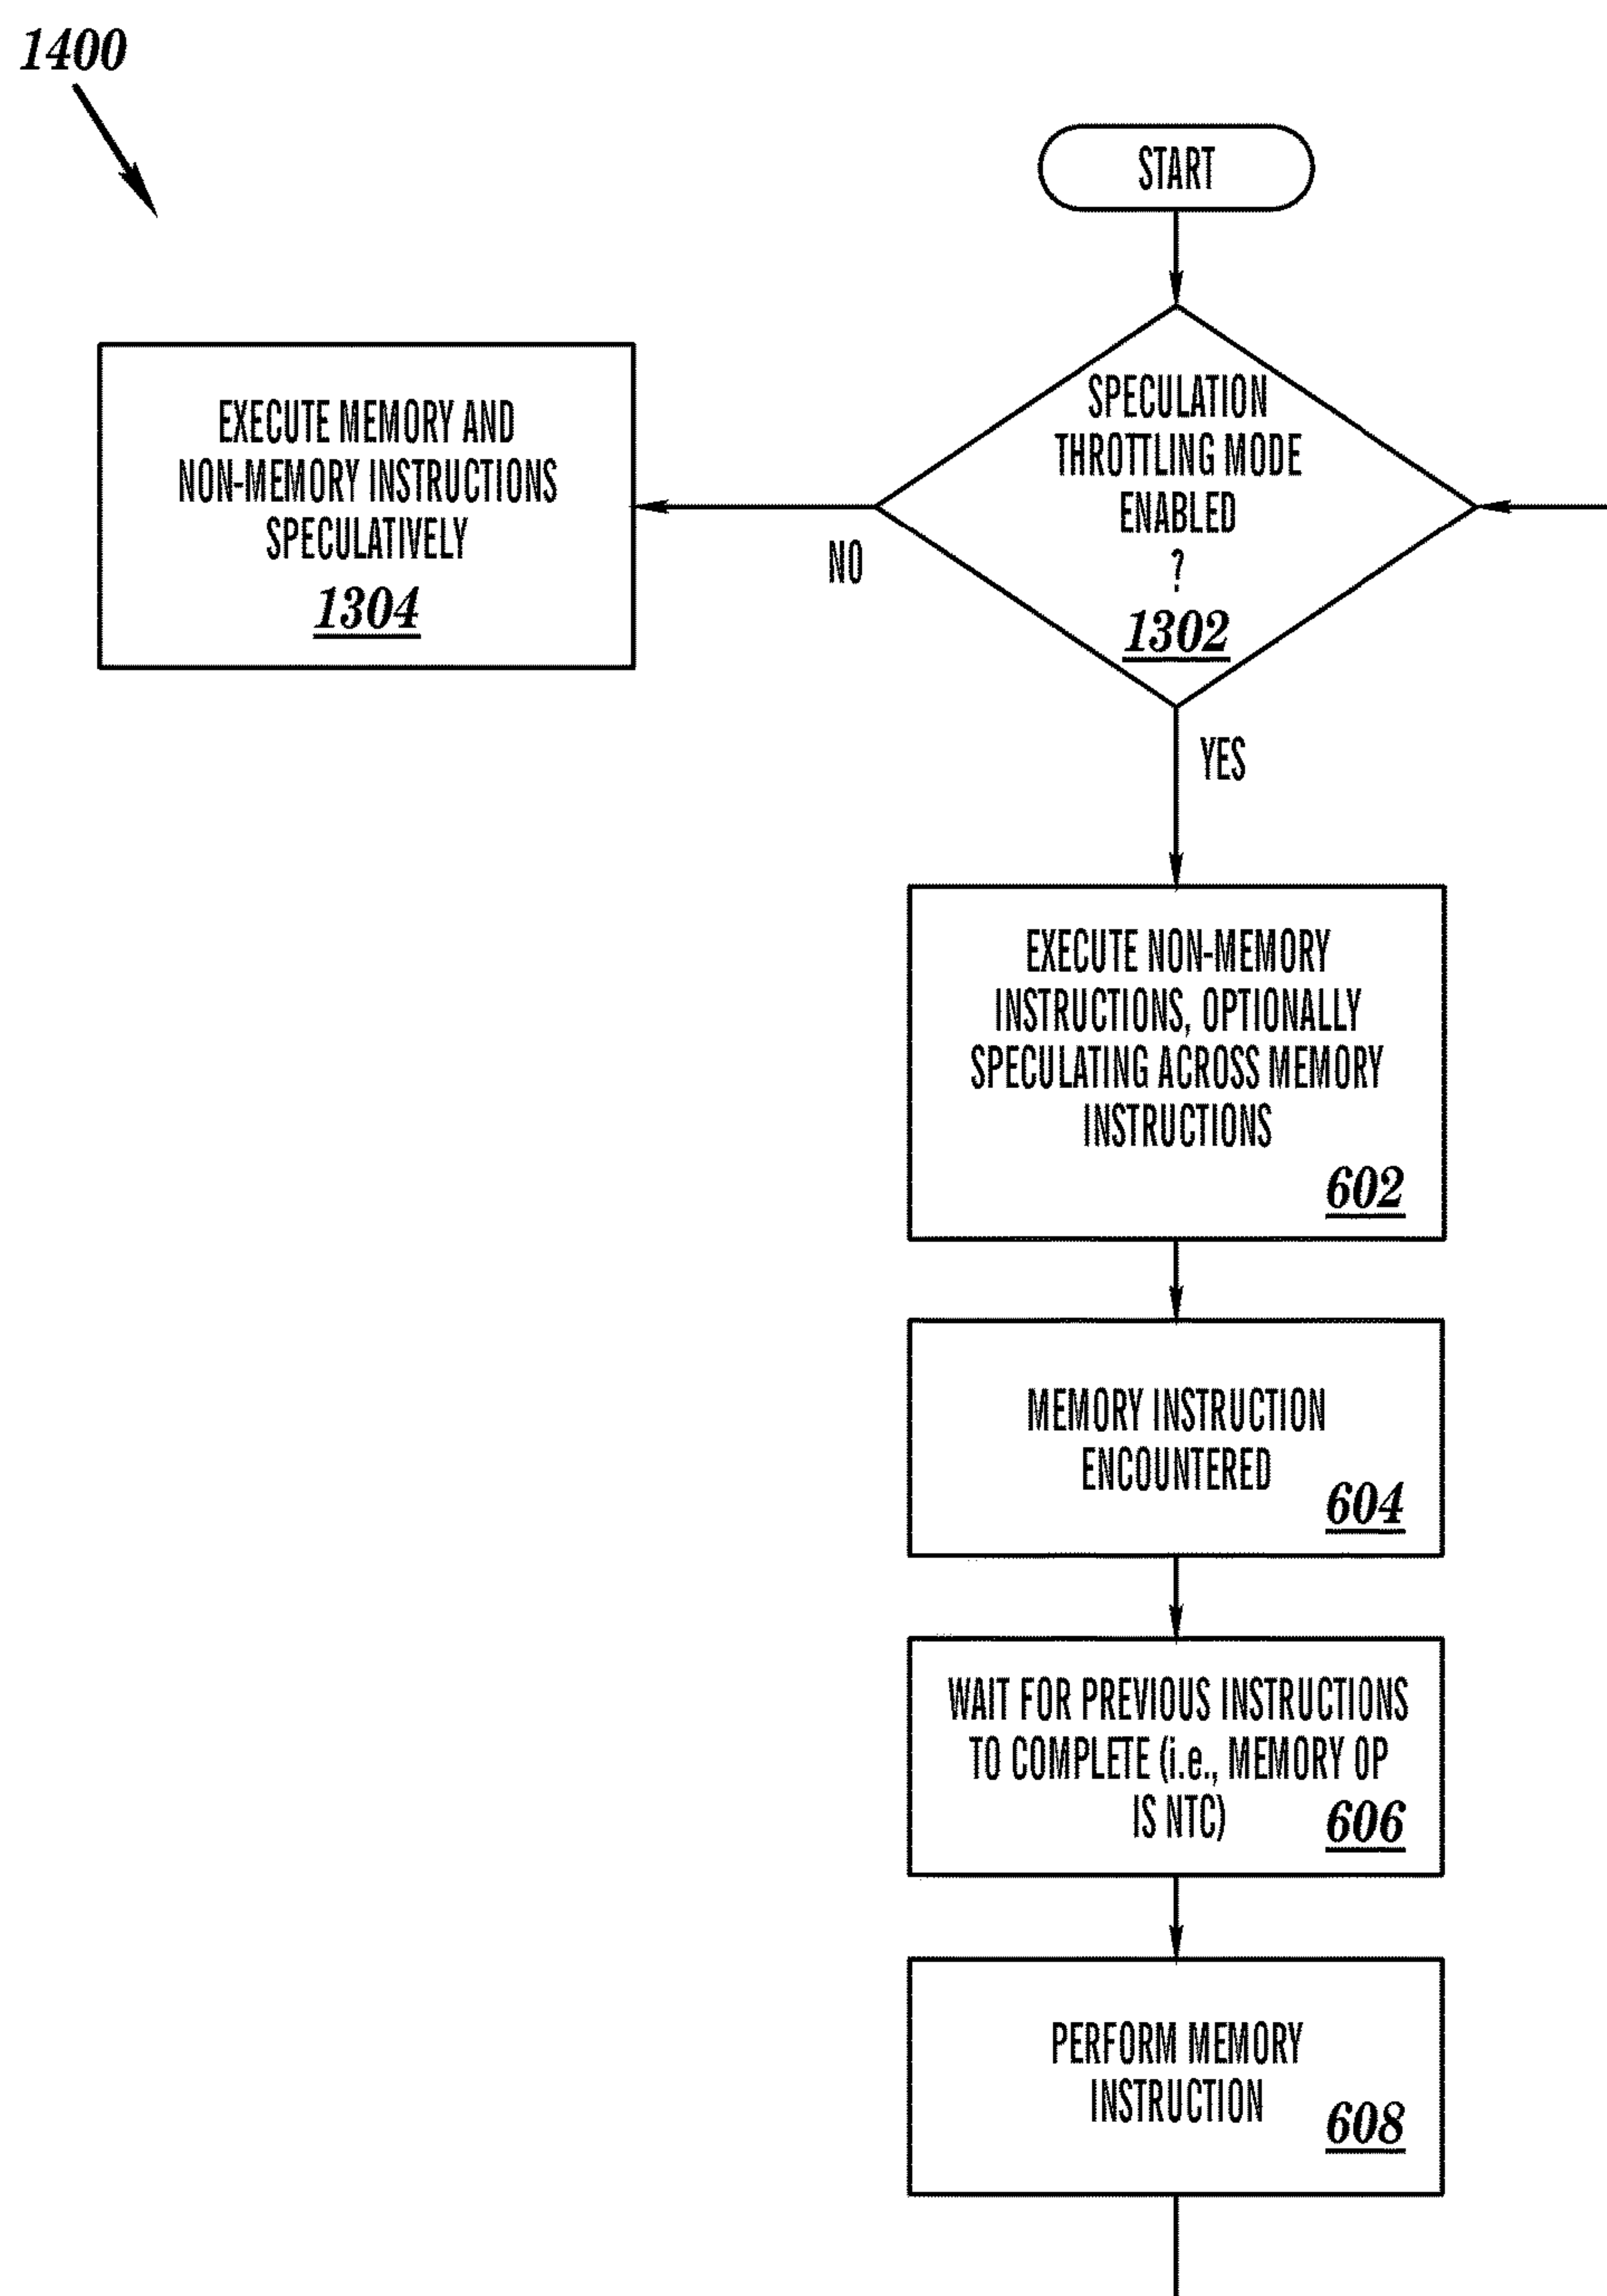 1400
START
SPECULATION
THROTTLING MODE
ENABLED
?
1302
EXECUTE MEMORY AND
NON-MEMORY INSTRUCTIONS
SPECULATIVELY
1304
NO
YES
EXECUTE NON-MEMORY
INSTRUCTIONS, OPTIONALLY
SPECULATING ACROSS MEMORY
INSTRUCTIONS
602
MEMORY INSTRUCTION
ENCOUNTERED
604
WAIT FOR PREVIOUS INSTRUCTIONS
TO COMPLETE (i.e., MEMORY OP
IS NTC)
606
PERFORM MEMORY
INSTRUCTION
608